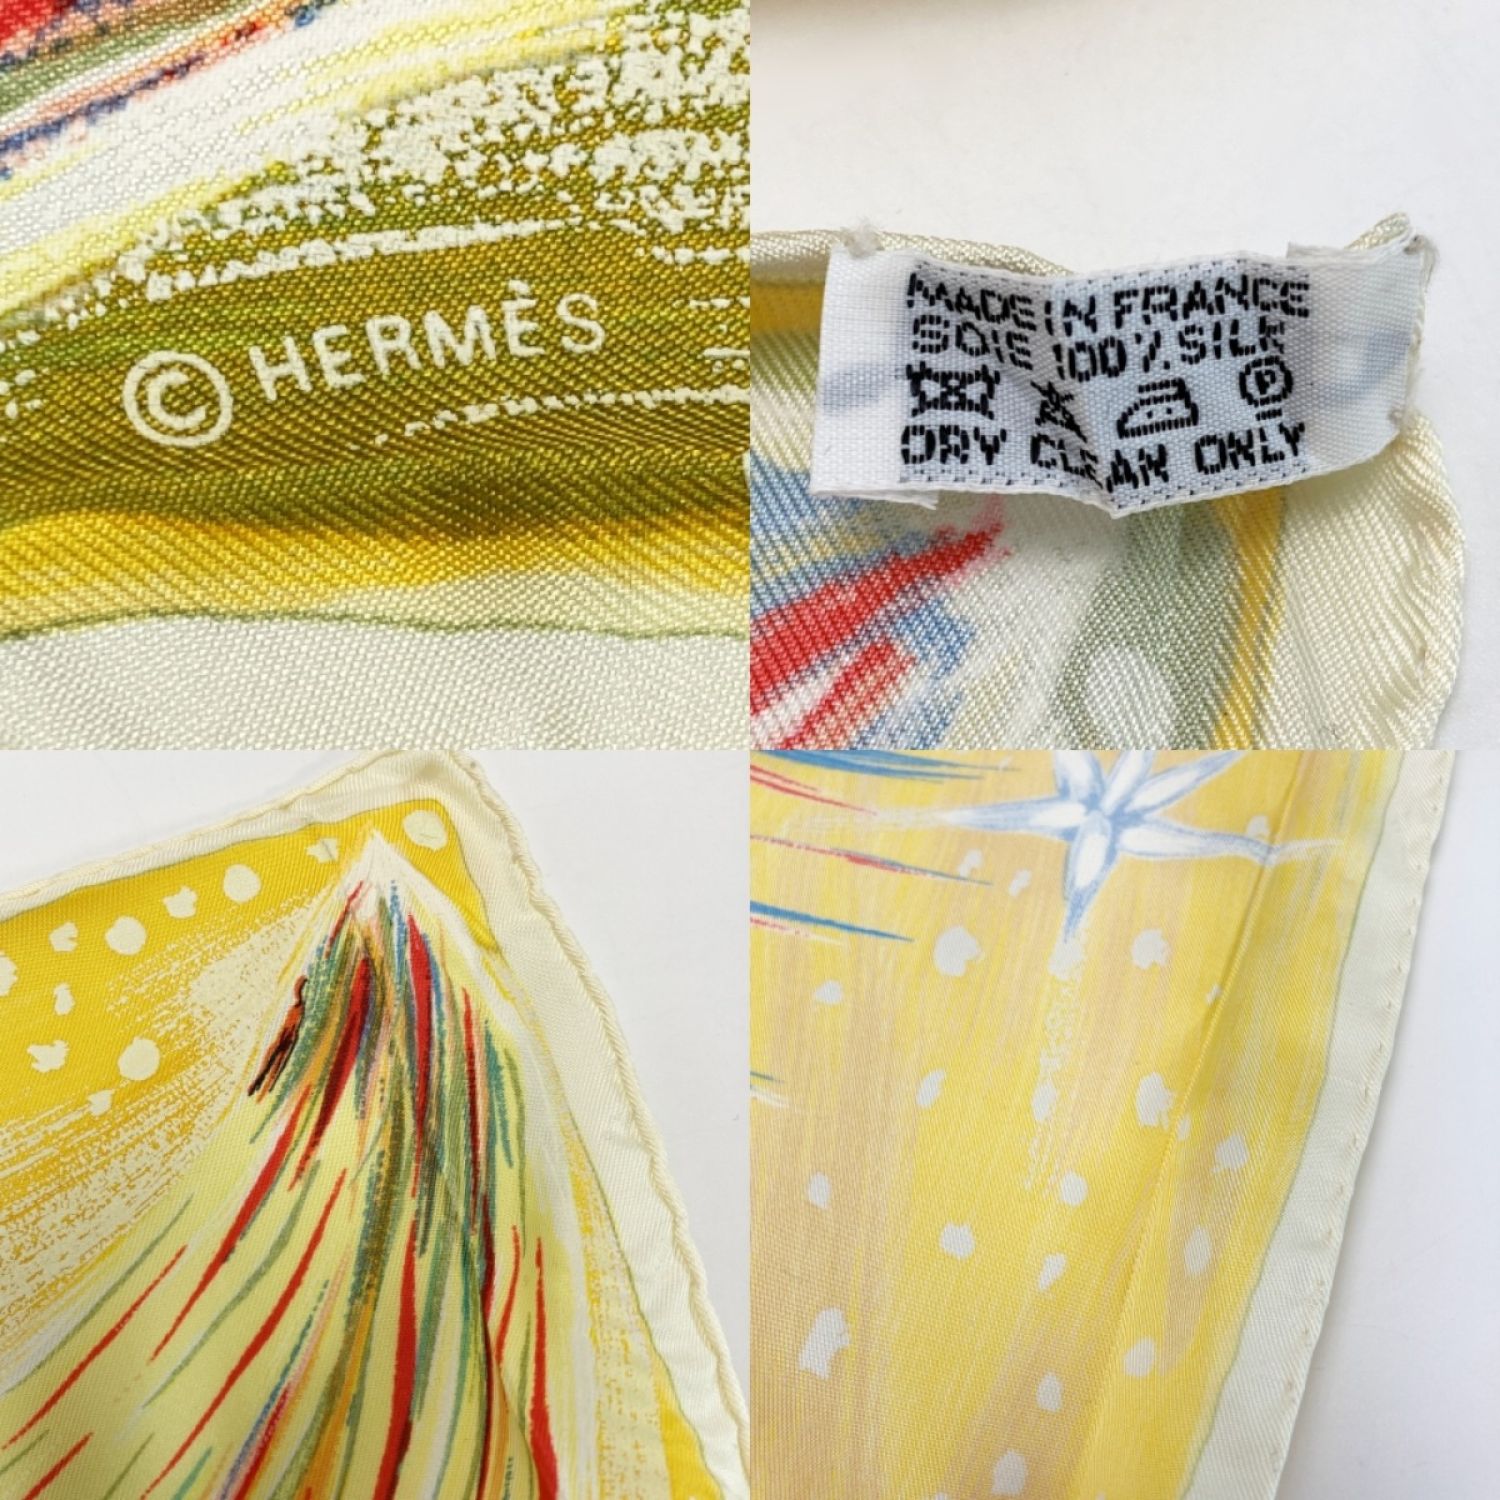 © HERMÈS
MADE IN FRANCE
SOIE 100% SILK
P
DRY CLEAN ONLY